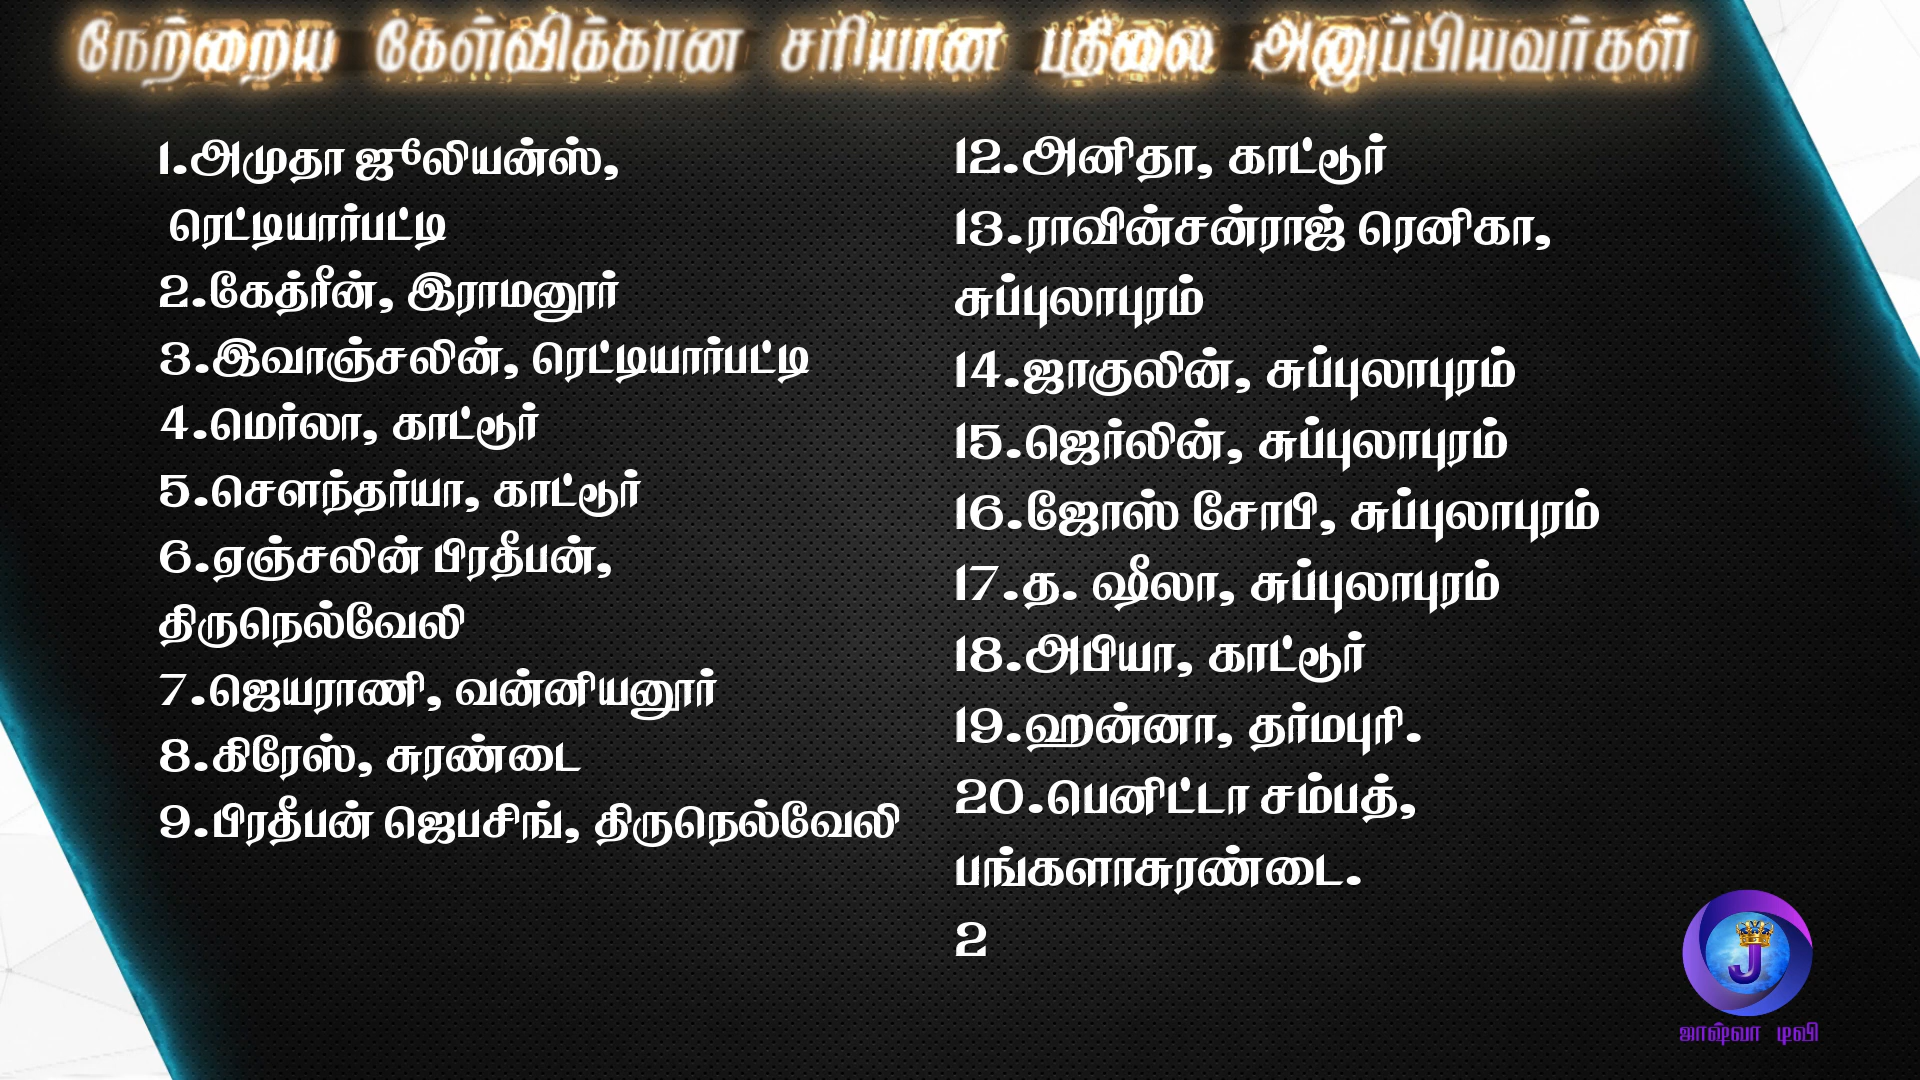 நேற்றைய கேள்விக்கான சரியான பதிலை அனுப்பியவர்கள்
1.அமுதா ஜூலியன்ஸ்,
ரெட்டியார்பட்டி
2.கேத்ரீன், இராமனூர்
3.இவாஞ்சலின், ரெட்டியார்பட்டி
4.மெர்லா, காட்டூர்
5.சௌந்தர்யா, காட்டூர்
6.ஏஞ்சலின் பிரதீபன்,
திருநெல்வேலி
7.ஜெயராணி, வன்னியனூர்
8.கிரேஸ், சுரண்டை
9.பிரதீபன் ஜெபசிங், திருநெல்வேலி
12.அனிதா, காட்டூர்
13.ராவின்சன்ராஜ் ரெனிகா,
சுப்புலாபுரம்
14.ஜாகுலின், சுப்புலாபுரம்
15.ஜெர்லின், சுப்புலாபுரம்
16.ஜோஸ் சோபி, சுப்புலாபுரம்
17.த. ஷீலா, சுப்புலாபுரம்
18.அபியா, காட்டூர்
19.ஹன்னா, தர்மபுரி.
20.பெனிட்டா சம்பத்,
பங்களாசுரண்டை.
2
J
ஜாஷ்வா டிவி